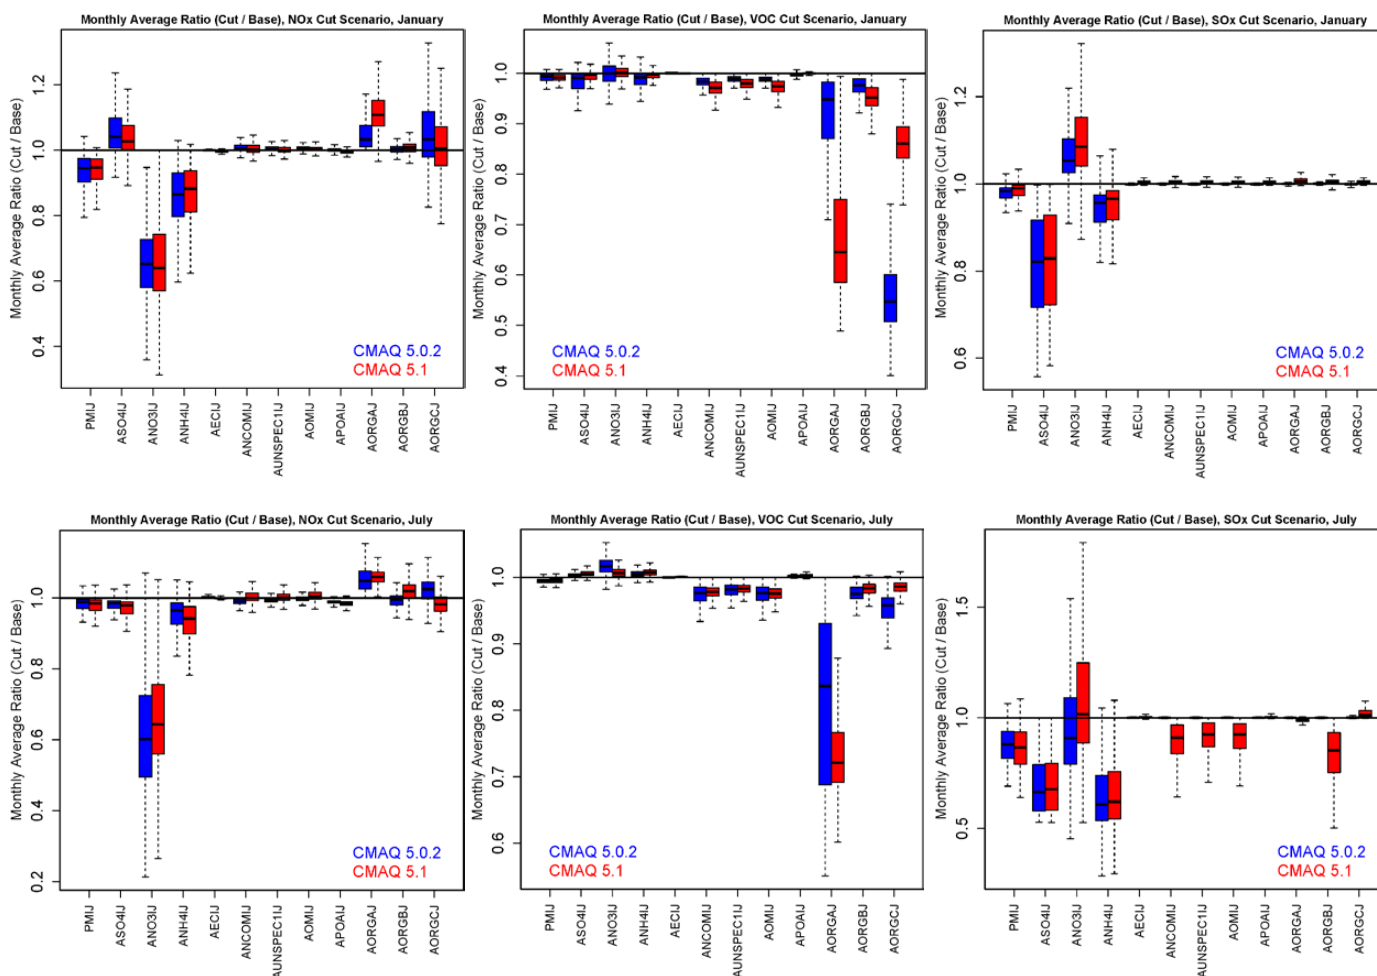 Monthly Average Ratio (Cut / Base), NOx Cut Scenario, January
Monthly Average Ratio (Cut / Base)
1.2
1.0
0.8
0.6
0.4
CMAQ 5.0.2
CMAQ 5.1
PMIJ
ASO4IJ
ANO3IJ
ANH4IJ
AECIJ
ANCOMIJ
AUNSPEC1IJ
AOMIJ
APOAIJ
AORGAJ
AORGBJ
AORGCJ
Monthly Average Ratio (Cut / Base), VOC Cut Scenario, January
Monthly Average Ratio (Cut / Base)
1.0
0.9
0.8
0.7
0.6
0.5
0.4
CMAQ 5.0.2
CMAQ 5.1
PMIJ
ASO4IJ
ANO3IJ
ANH4IJ
AECIJ
ANCOMIJ
AUNSPEC1IJ
AOMIJ
APOAIJ
AORGAJ
AORGBJ
AORGCJ
Monthly Average Ratio (Cut / Base), SOx Cut Scenario, January
Monthly Average Ratio (Cut / Base)
1.2
1.0
0.8
0.6
CMAQ 5.0.2
CMAQ 5.1
PMIJ
ASO4IJ
ANO3IJ
ANH4IJ
AECIJ
ANCOMIJ
AUNSPEC1IJ
AOMIJ
APOAIJ
AORGAJ
AORGBJ
AORGCJ
Monthly Average Ratio (Cut / Base), NOx Cut Scenario, July
Monthly Average Ratio (Cut / Base)
1.0
0.8
0.6
0.4
0.2
CMAQ 5.0.2
CMAQ 5.1
PMIJ
ASO4IJ
ANO3IJ
ANH4IJ
AECIJ
ANCOMIJ
AUNSPEC1IJ
AOMIJ
APOAIJ
AORGAJ
AORGBJ
AORGCJ
Monthly Average Ratio (Cut / Base), VOC Cut Scenario, July
Monthly Average Ratio (Cut / Base)
1.0
0.9
0.8
0.7
0.6
CMAQ 5.0.2
CMAQ 5.1
PMIJ
ASO4IJ
ANO3IJ
ANH4IJ
AECIJ
ANCOMIJ
AUNSPEC1IJ
AOMIJ
APOAIJ
AORGAJ
AORGBJ
AORGCJ
Monthly Average Ratio (Cut / Base), SOx Cut Scenario, July
Monthly Average Ratio (Cut / Base)
1.5
1.0
0.5
CMAQ 5.0.2
CMAQ 5.1
PMIJ
ASO4IJ
ANO3IJ
ANH4IJ
AECIJ
ANCOMIJ
AUNSPEC1IJ
AOMIJ
APOAIJ
AORGAJ
AORGBJ
AORGCJ